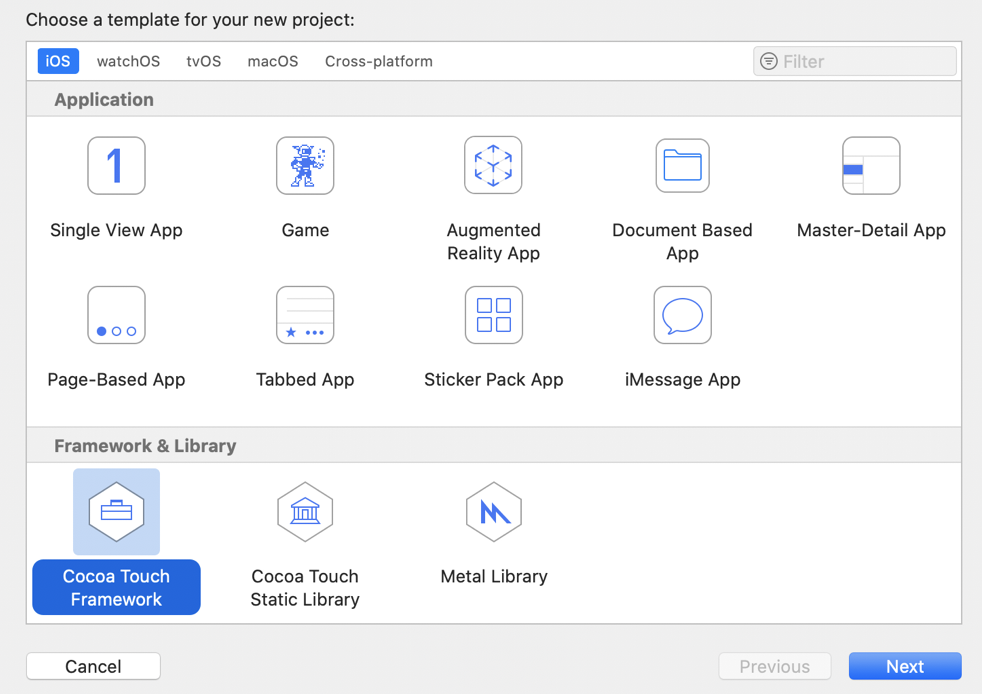 Choose a template for your new project:
iOS watchOS tvOS macOS Cross-platform Filter
Application
1
Single View App Game Augmented Reality App Document Based App Master-Detail App
Page-Based App Tabbed App Sticker Pack App iMessage App
Framework & Library
Cocoa Touch Framework Cocoa Touch Static Library Metal Library
Cancel Previous Next